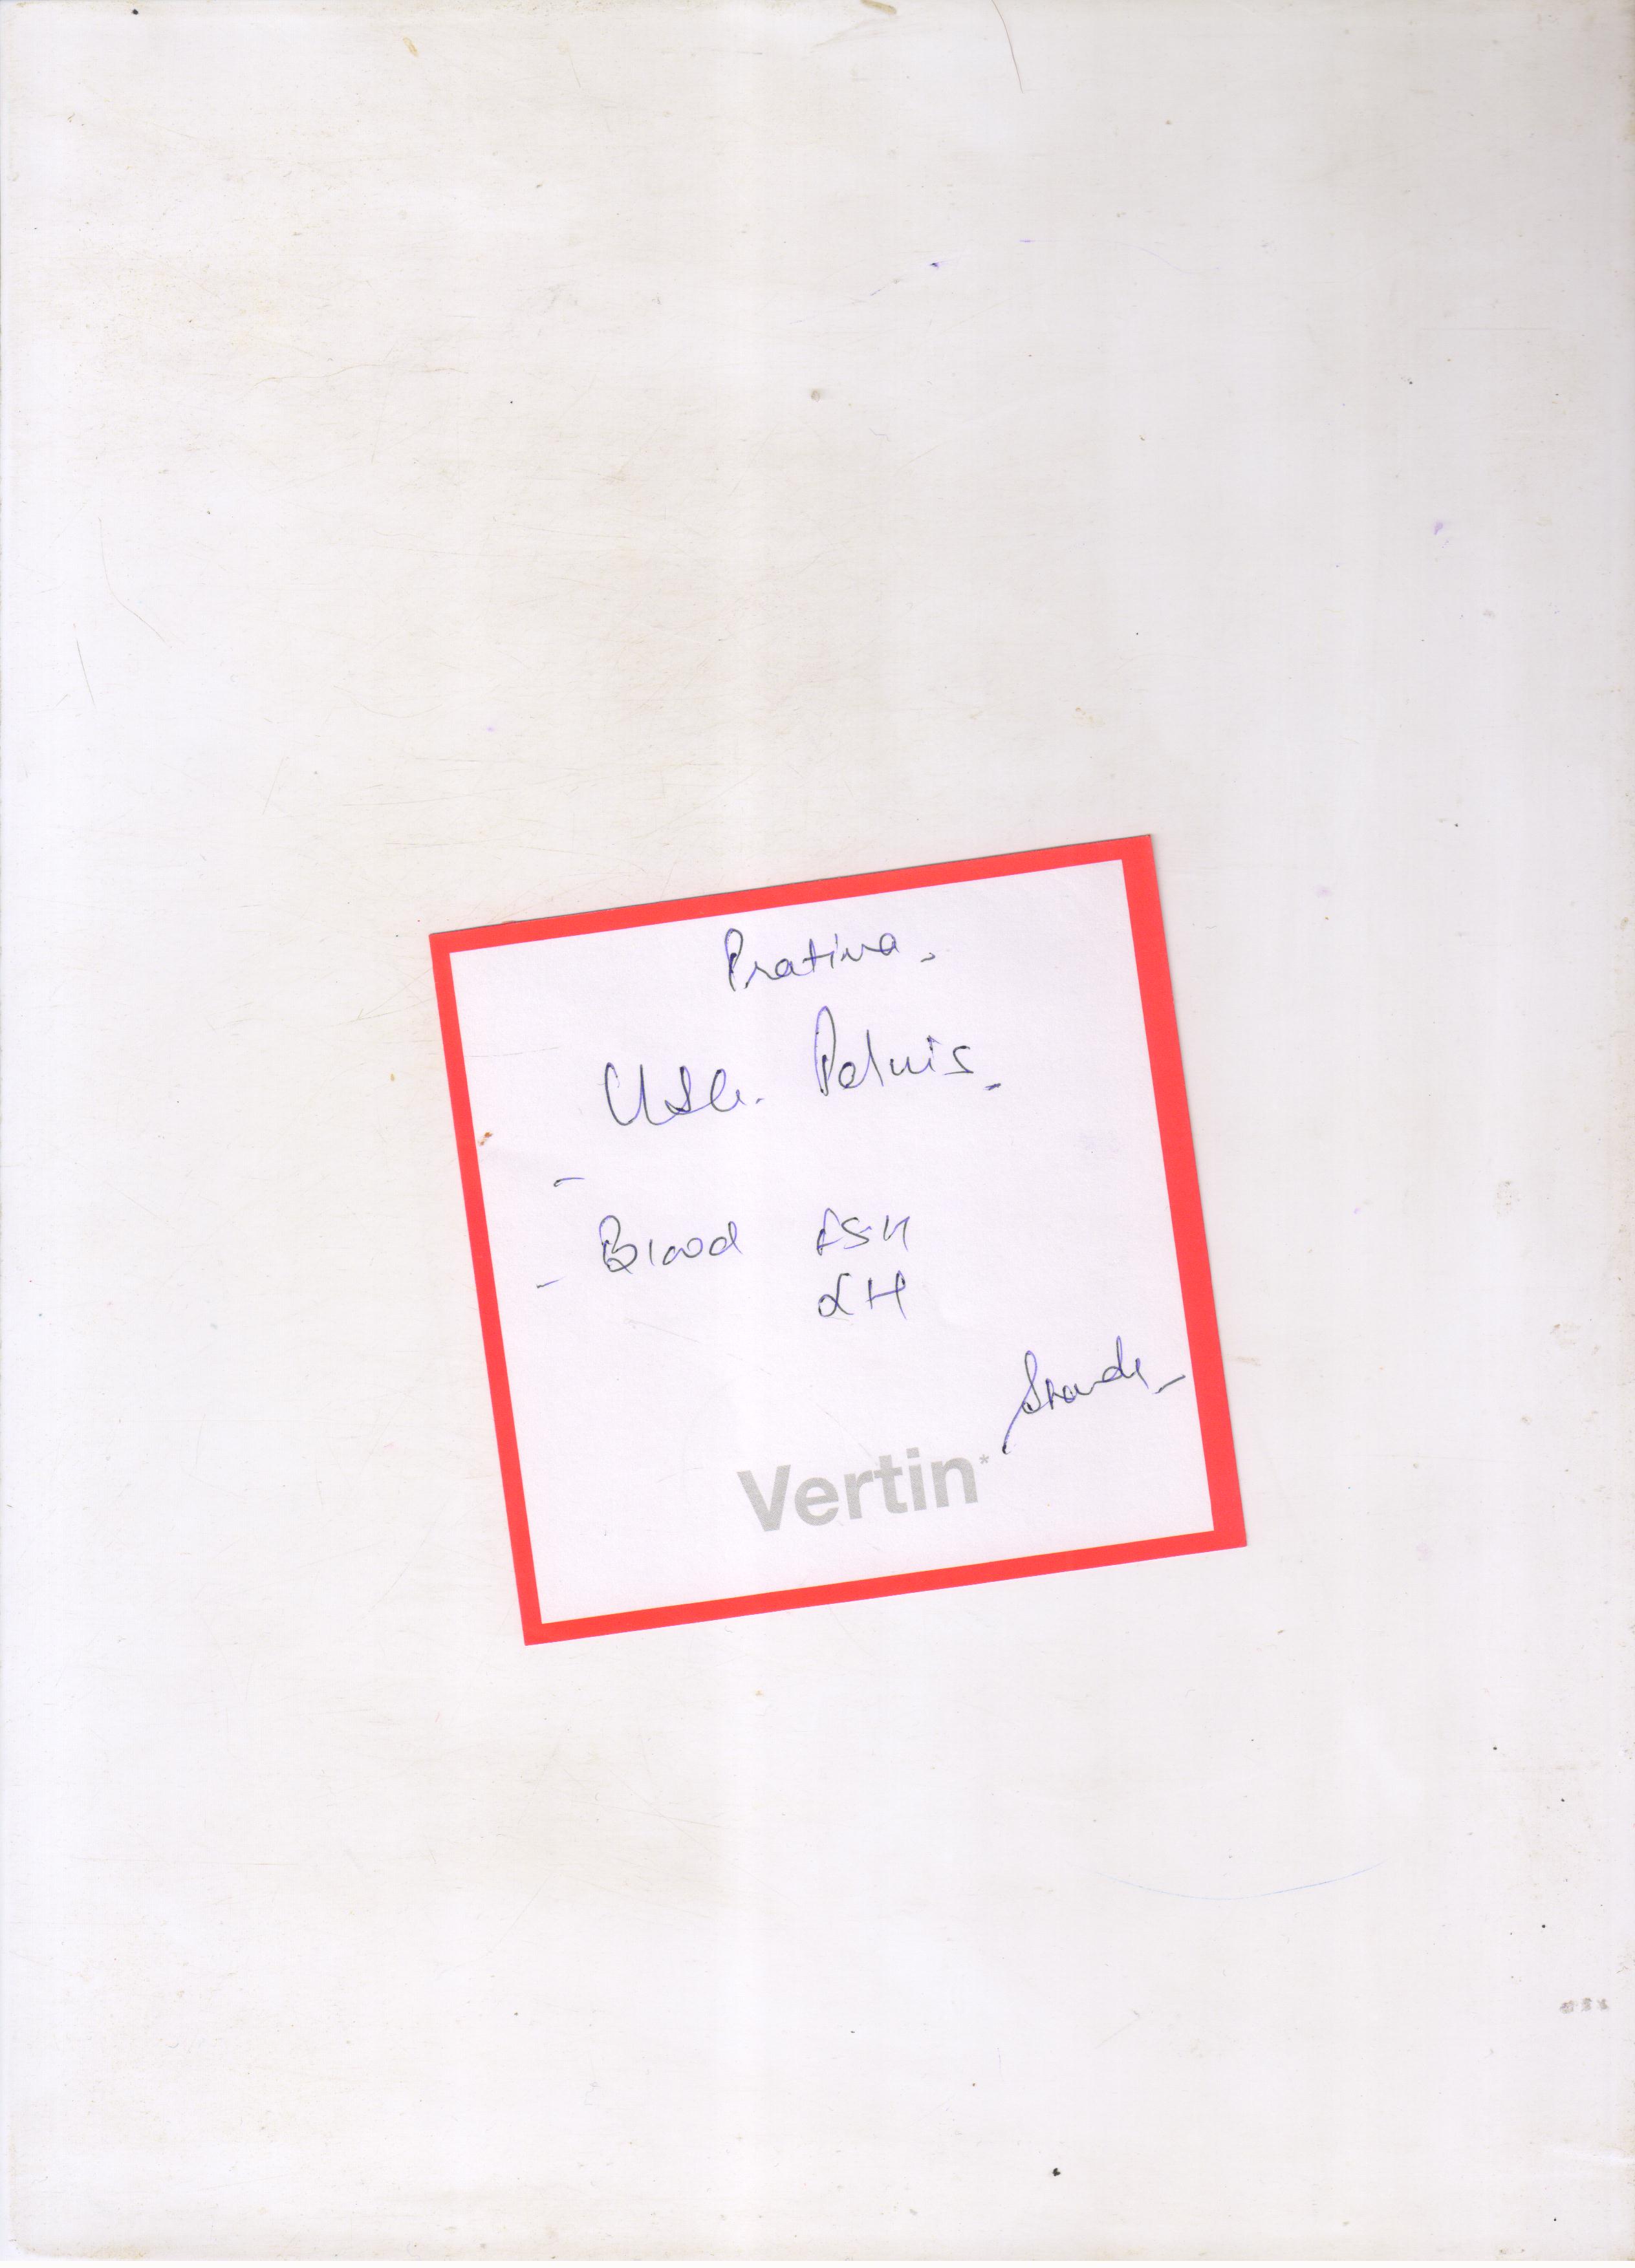 Pratima.
USG. Pelvis.
- Blood FSH
LH
Vertin*